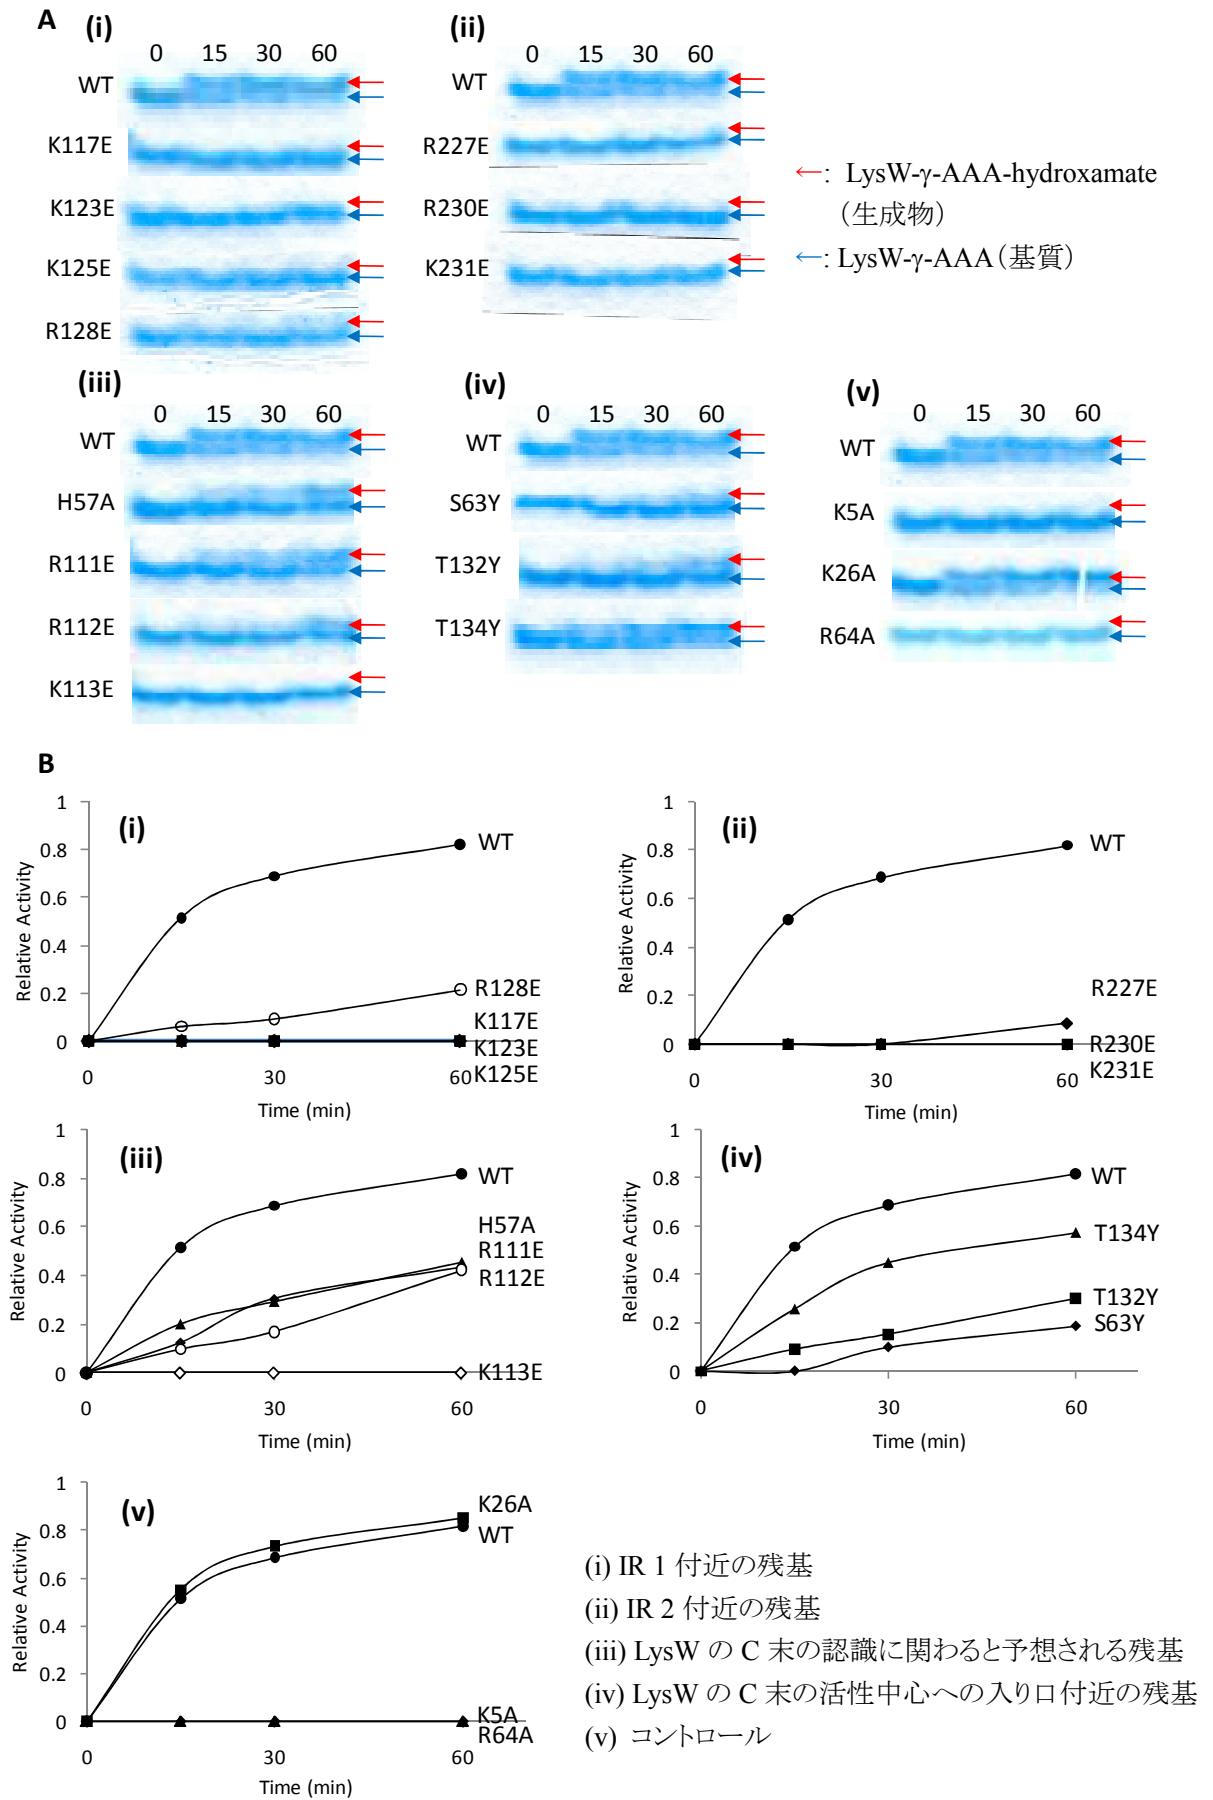 A
(i)
0 15 30 60
WT
K117E
K123E
K125E
R128E
(ii)
0 15 30 60
WT
R227E
R230E
K231E
←: LysW-γ-AAA-hydroxamate
（生成物）
←: LysW-γ-AAA（基質）
(iii)
0 15 30 60
WT
H57A
R111E
R112E
K113E
(iv)
0 15 30 60
WT
S63Y
T132Y
T134Y
(v)
0 15 30 60
WT
K5A
K26A
R64A
B
(i)
Relative Activity
1
0.8
0.6
0.4
0.2
0
0 30 60
Time (min)
WT
R128E
K117E
K123E
K125E
(ii)
Relative Activity
1
0.8
0.6
0.4
0.2
0
0 30 60
Time (min)
WT
R227E
R230E
K231E
(iii)
Relative Activity
1
0.8
0.6
0.4
0.2
0
0 30 60
Time (min)
WT
H57A
R111E
R112E
K113E
(iv)
Relative Activity
1
0.8
0.6
0.4
0.2
0
0 30 60
Time (min)
WT
T134Y
T132Y
S63Y
(v)
Relative Activity
1
0.8
0.6
0.4
0.2
0
0 30 60
Time (min)
K26A
WT
K5A
R64A
(i) IR 1 付近の残基
(ii) IR 2 付近の残基
(iii) LysW の C 末の認識に関わると予想される残基
(iv) LysW の C 末の活性中心への入り口付近の残基
(v) コントロール